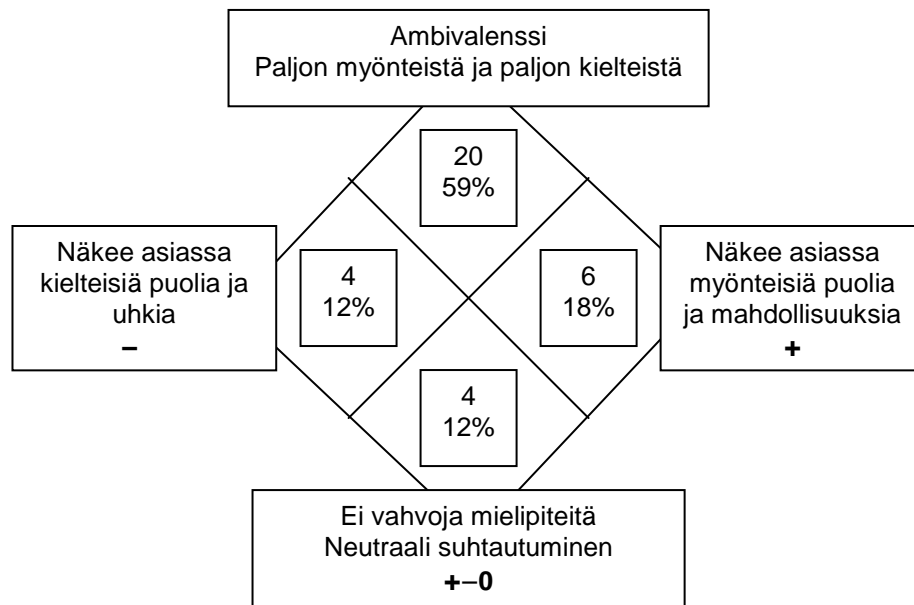 Ambivalenssi
Paljon myönteistä ja paljon kielteistä
20
59%
Näkee asiassa
kielteisiä puolia ja
uhkia
–
4
12%
6
18%
Näkee asiassa
myönteisiä puolia
ja mahdollisuuksia
+
4
12%
Ei vahvoja mielipiteitä
Neutraali suhtautuminen
+–0